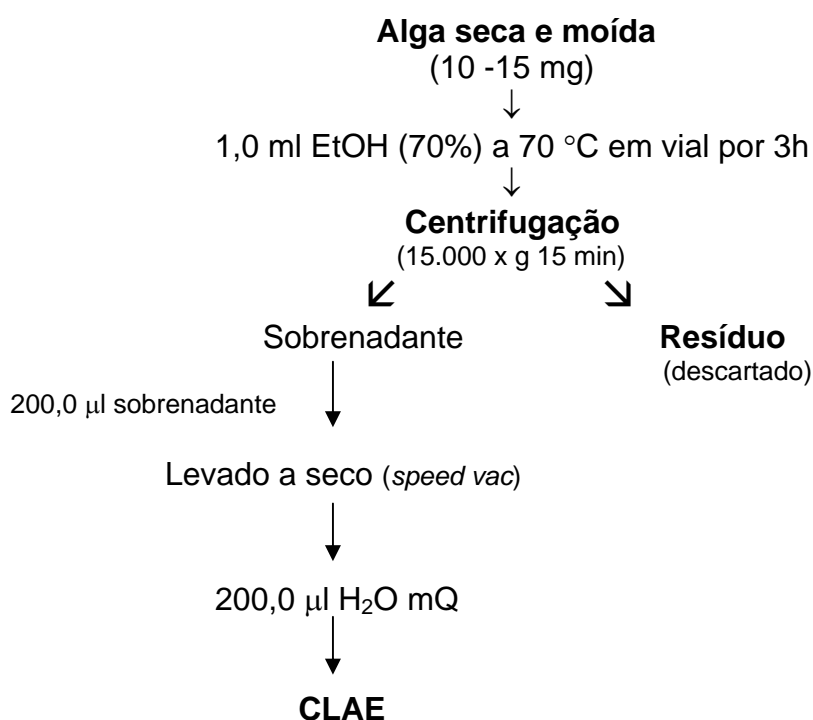 Alga seca e moída
(10 -15 mg)
↓
1,0 ml EtOH (70%) a 70 °C em vial por 3h
↓
Centrifugação
(15.000 x g 15 min)
Sobrenadante
Resíduo
(descartado)
200,0 μl sobrenadante
Levado a seco (speed vac)
200,0 μl H₂O mQ
CLAE